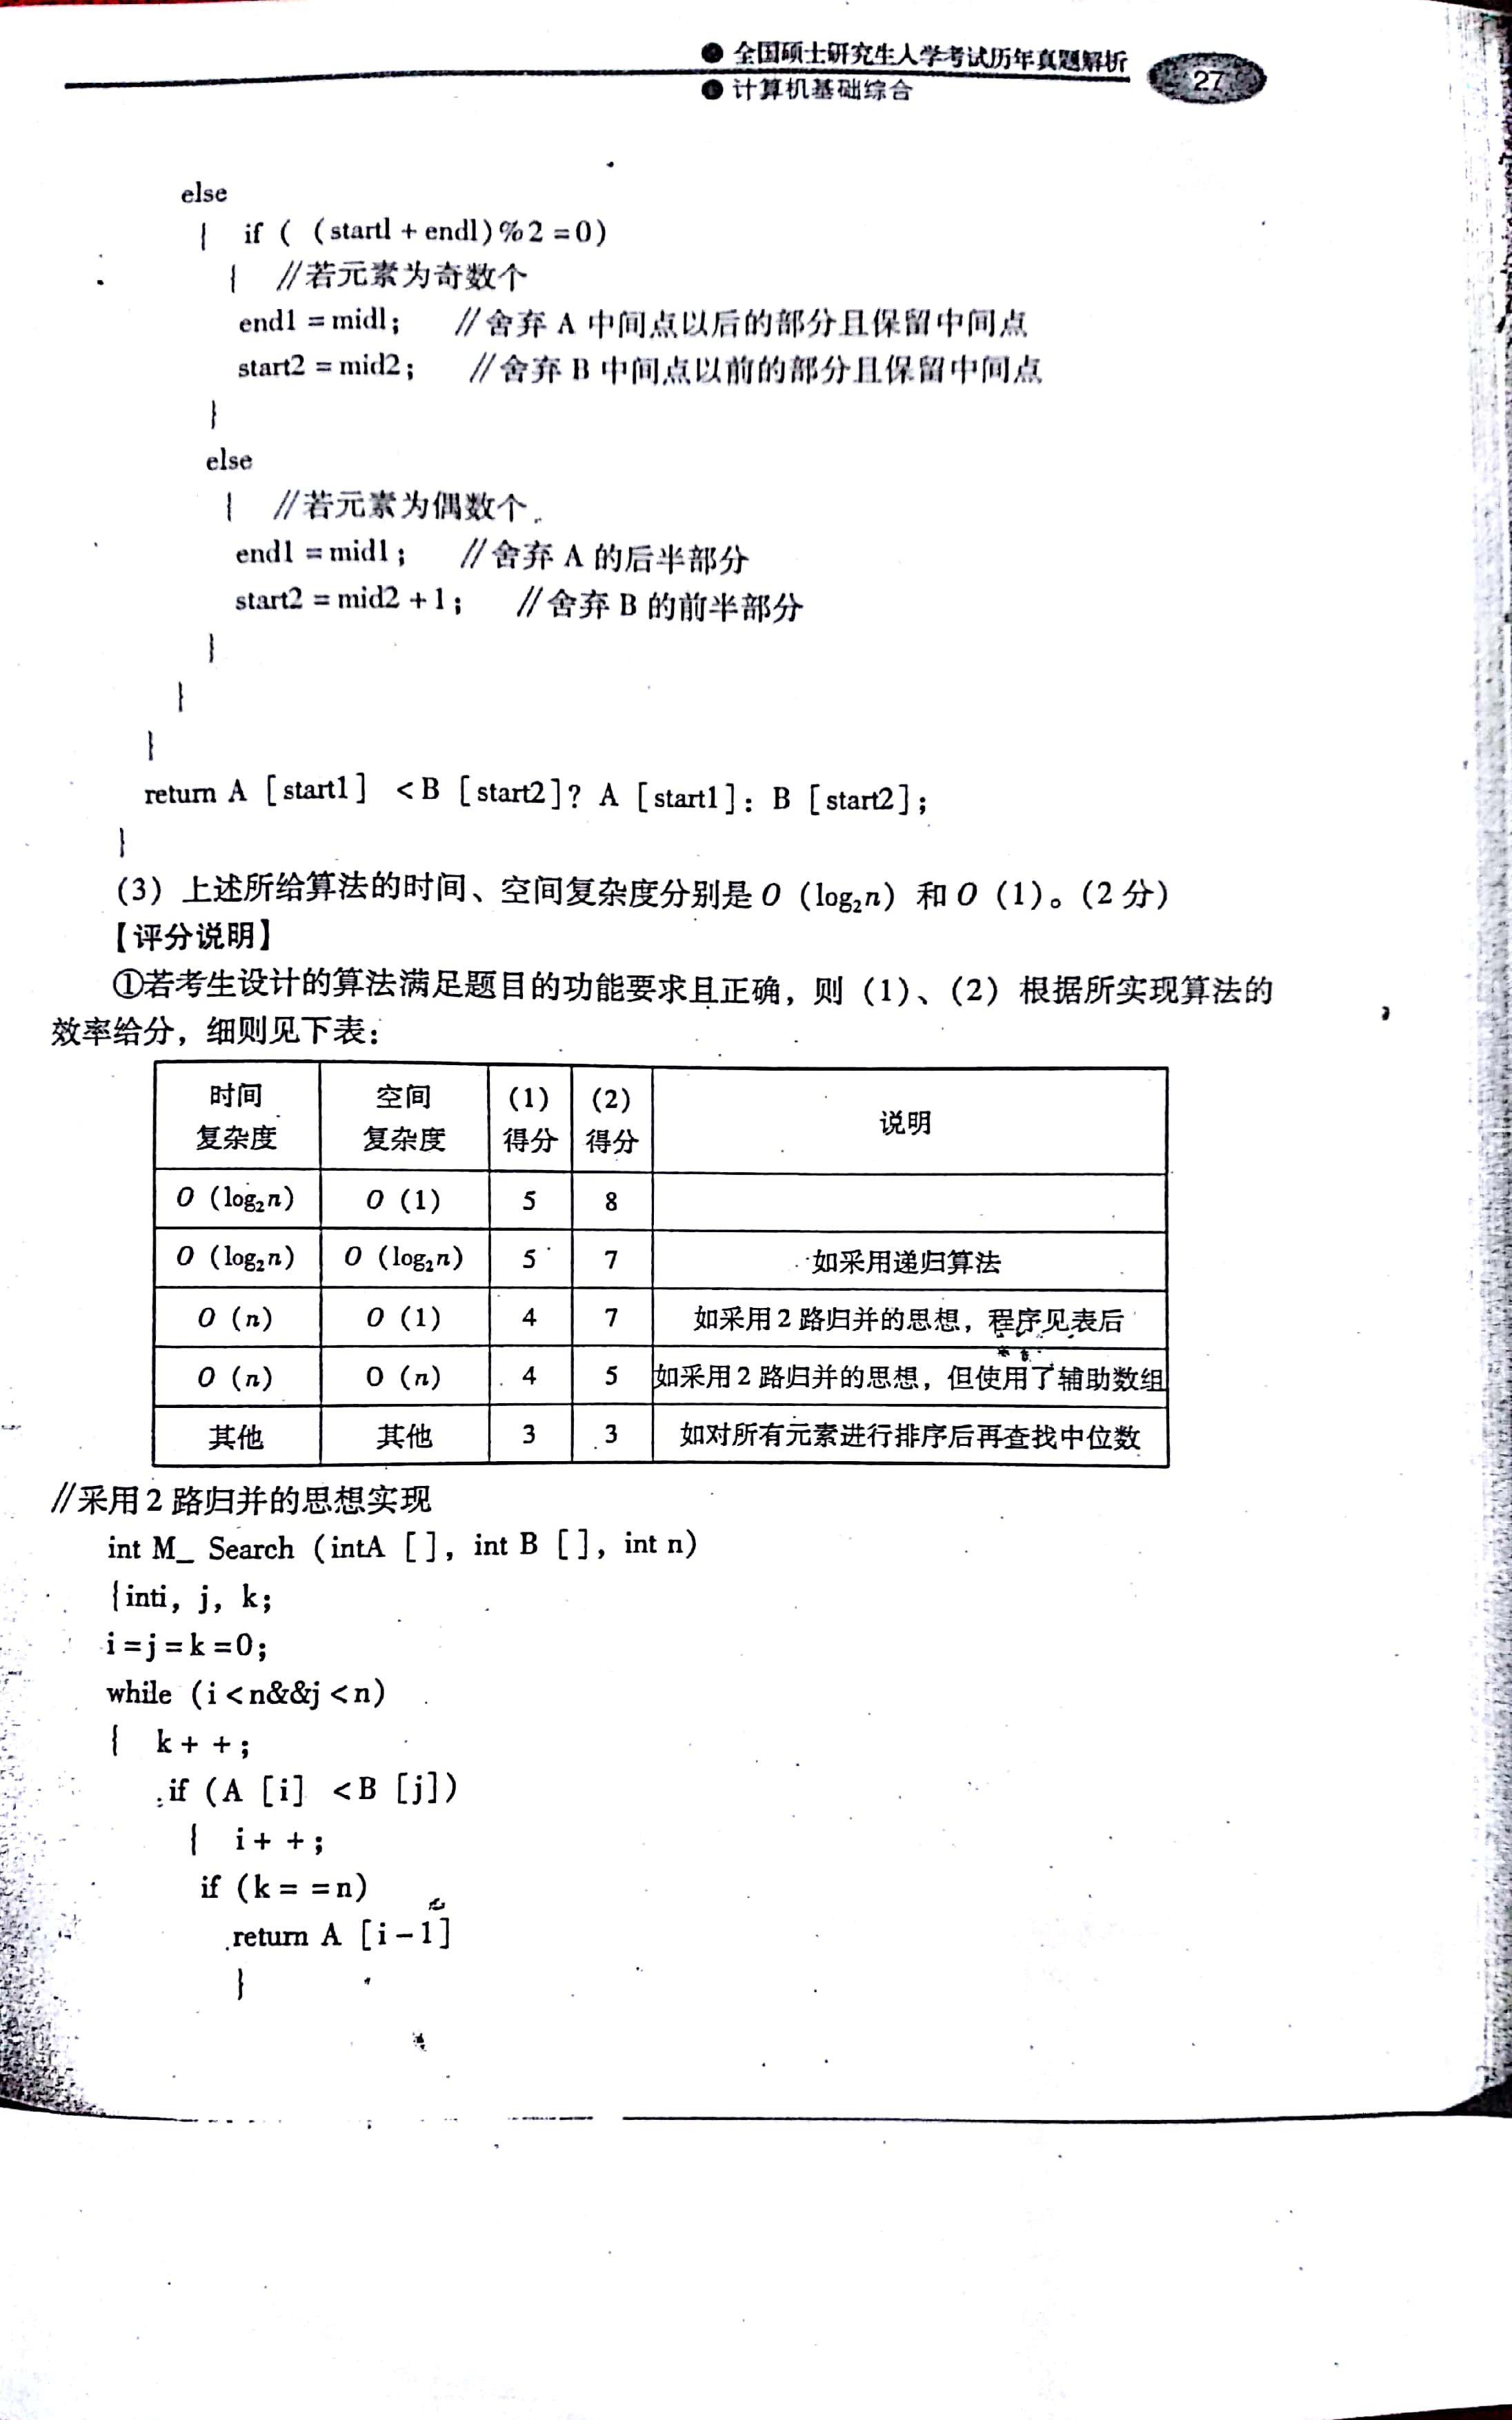 ● 全国硕士研究生入学考试历年真题解析
● 计算机基础综合
27
else
{ if ( (start1 + end1)%2 =0)
{ //若元素为奇数个
end1 = mid1; //舍弃 A 中间点以后的部分且保留中间点
start2 = mid2; //舍弃 B 中间点以前的部分且保留中间点
}
else
{ //若元素为偶数个
end1 = mid1; //舍弃 A 的后半部分
start2 = mid2 +1; //舍弃 B 的前半部分
}
}
}
return A [start1] <B [start2]? A [start1]: B [start2];
}
(3) 上述所给算法的时间、空间复杂度分别是 O (log₂n) 和 O (1)。(2 分)
【评分说明】
①若考生设计的算法满足题目的功能要求且正确，则 (1)、(2) 根据所实现算法的
效率给分，细则见下表：
时间复杂度 空间复杂度 (1)得分 (2)得分 说明
O (log₂n) O (1) 5 8
O (log₂n) O (log₂n) 5 7 如采用递归算法
O (n) O (1) 4 7 如采用 2 路归并的思想，程序见表后
O (n) O (n) 4 5 如采用 2 路归并的思想，但使用了辅助数组
其他 其他 3 3 如对所有元素进行排序后再查找中位数
//采用 2 路归并的思想实现
int M_ Search (intA [], int B [], int n)
{inti, j, k;
i =j =k =0;
while (i <n&&j <n)
{ k+ +;
if (A [i] <B [j])
{ i+ +;
if (k= =n)
return A [i-1]
}